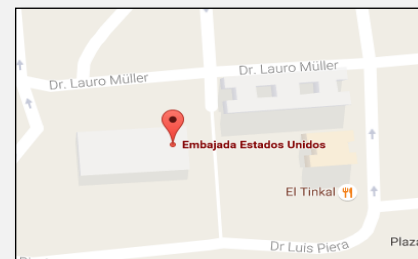 Dr. Lauro Müller
Dr. Lauro Müller
Embajada Estados Unidos
El Tinkal
Dr Luis Piera
Plaza